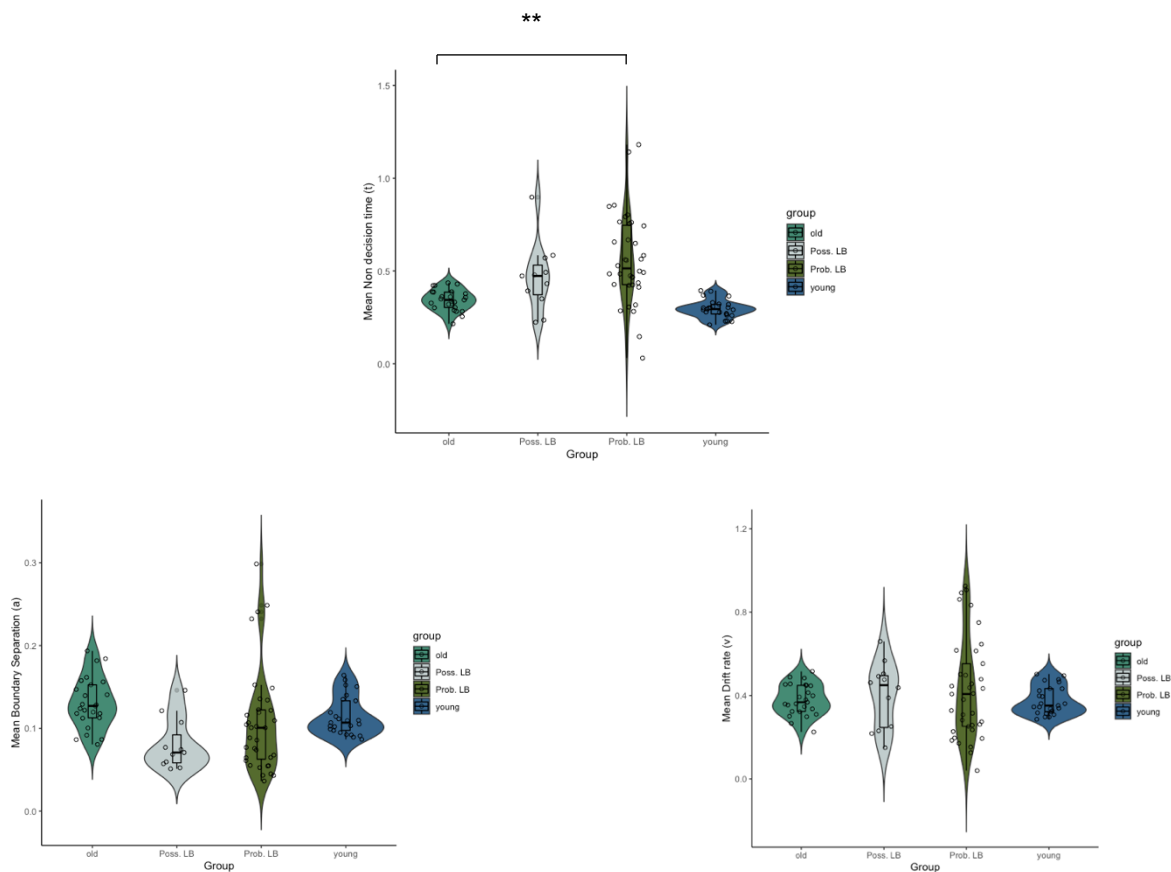 **
Mean Non decision time (t)
1.5
1.0
0.5
0.0
old
Poss. LB
Prob. LB
young
Group
group
old
Poss. LB
Prob. LB
young
Mean Boundary Separation (a)
0.3
0.2
0.1
0.0
old
Poss. LB
Prob. LB
young
Group
group
old
Poss. LB
Prob. LB
young
Mean Drift rate (v)
1.2
0.8
0.4
0.0
old
Poss. LB
Prob. LB
young
Group
group
old
Poss. LB
Prob. LB
young